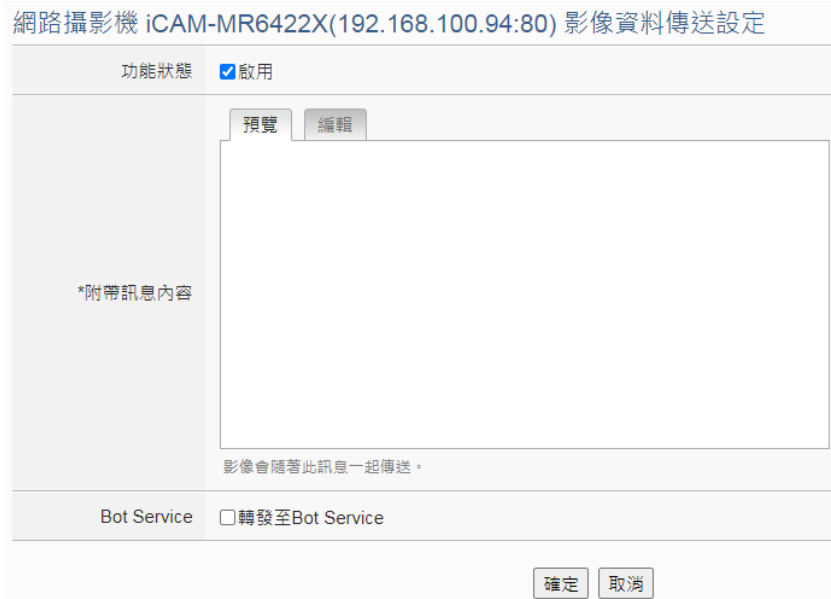 網路攝影機 iCAM-MR6422X(192.168.100.94:80) 影像資料傳送設定
功能狀態 啟用
預覽 編輯
*附帶訊息內容
影像會隨著此訊息一起傳送。
Bot Service 轉發至Bot Service
確定 取消